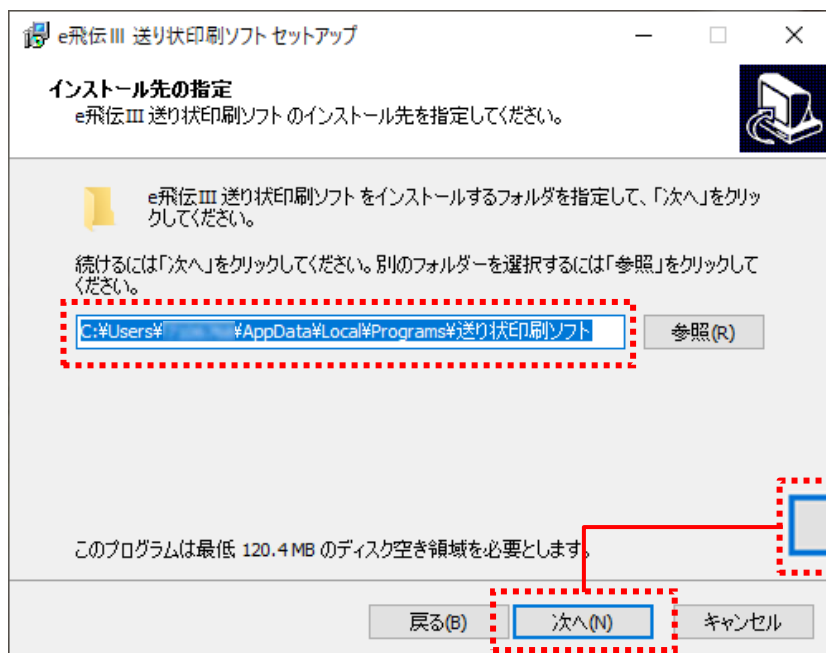 e飛伝Ⅲ 送り状印刷ソフト セットアップ
インストール先の指定
e飛伝Ⅲ 送り状印刷ソフト のインストール先を指定してください。
e飛伝Ⅲ 送り状印刷ソフト をインストールするフォルダを指定して、「次へ」をクリッ
クしてください。
続けるには「次へ」をクリックしてください。別のフォルダーを選択するには「参照」をクリックして
ください。
C:¥Users¥ ¥AppData¥Local¥Programs¥送り状印刷ソフト
参照(R)
このプログラムは最低 120.4 MB のディスク空き領域を必要とします。
戻る(B)
次へ(N)
キャンセル